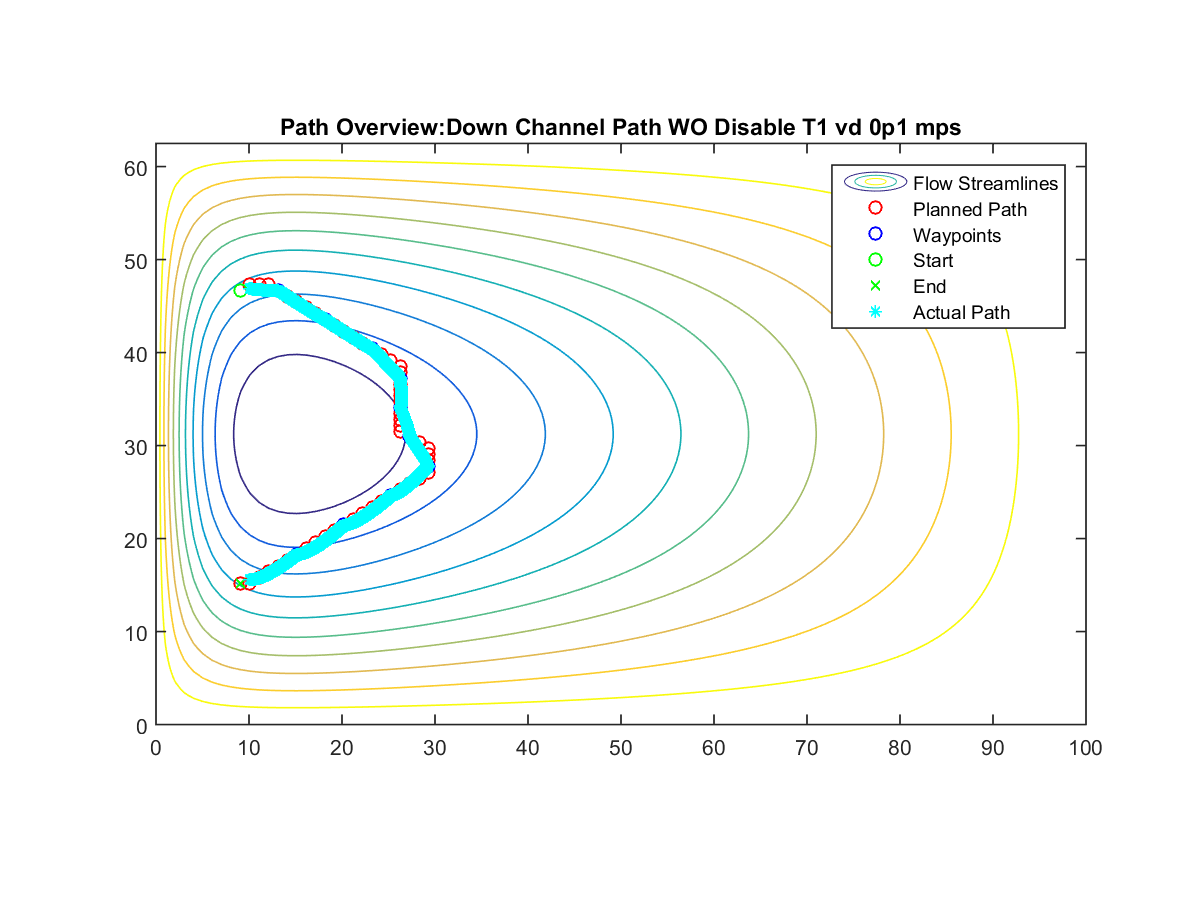 Path Overview:Down Channel Path WO Disable T1 vd 0p1 mps
60
50
40
30
20
10
0
0 10 20 30 40 50 60 70 80 90 100
Flow Streamlines
Planned Path
Waypoints
Start
End
Actual Path